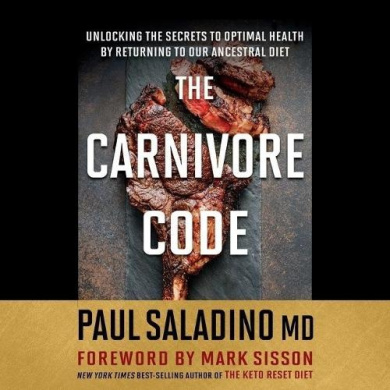 UNLOCKING THE SECRETS TO OPTIMAL HEALTH
BY RETURNING TO OUR ANCESTRAL DIET
THE
CARNIVORE
CODE
PAUL SALADINO MD
FOREWORD BY MARK SISSON
NEW YORK TIMES BEST-SELLING AUTHOR OF THE KETO RESET DIET